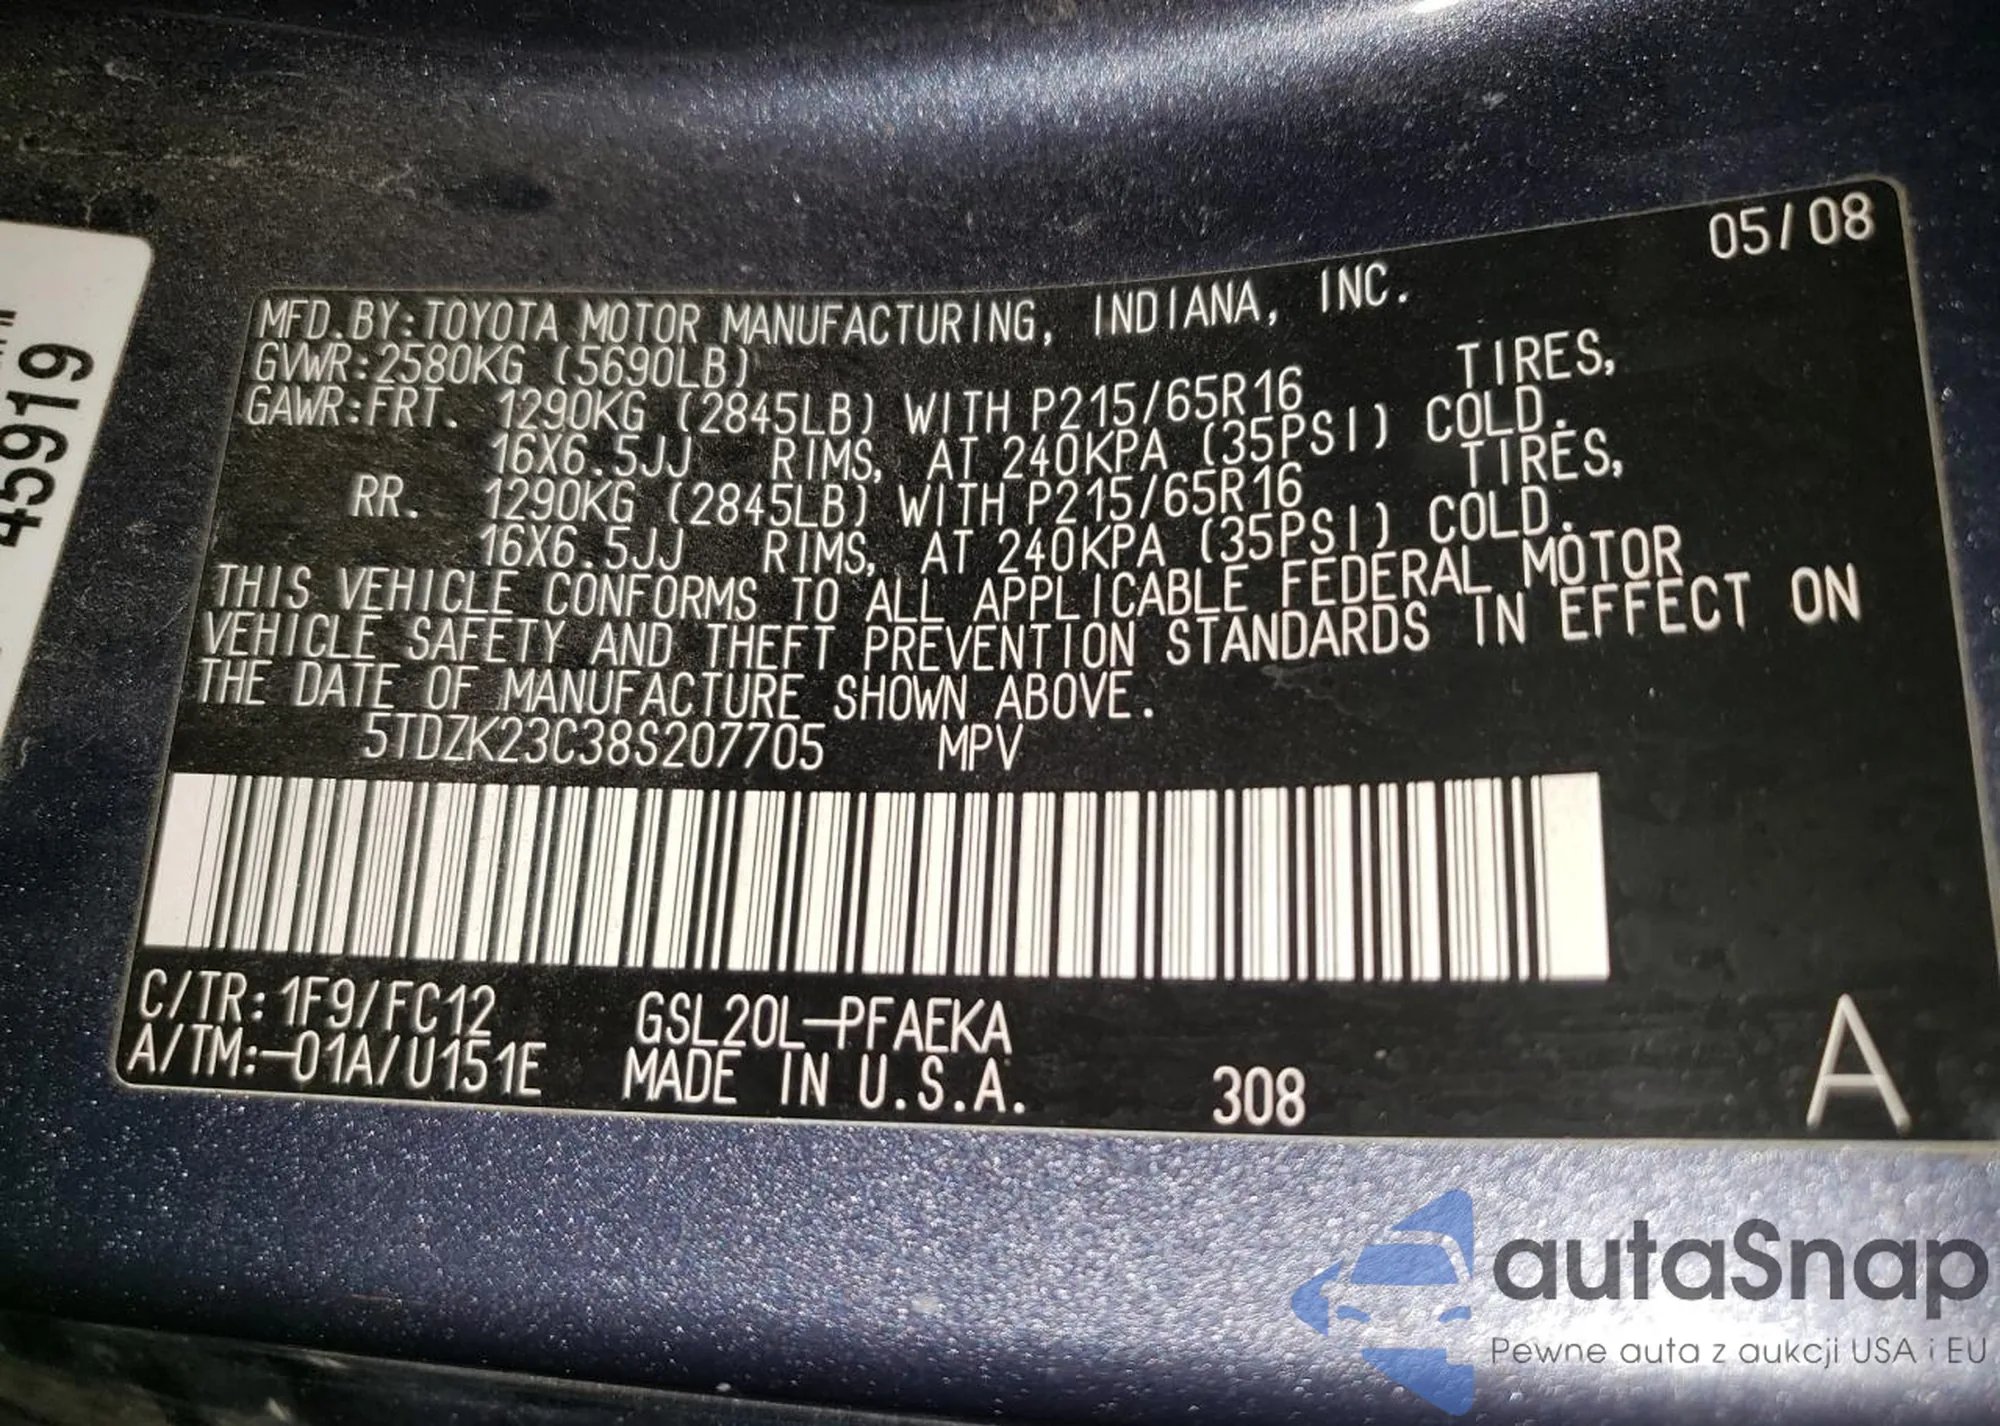 45919
05/08
MFD.BY:TOYOTA MOTOR MANUFACTURING, INDIANA, INC.
GVWR:2580KG (5690LB)
GAWR:FRT. 1290KG (2845LB) WITH P215/65R16 TIRES,
16X6.5JJ RIMS, AT 240KPA (35PSI) COLD.
RR. 1290KG (2845LB) WITH P215/65R16 TIRES,
16X6.5JJ RIMS, AT 240KPA (35PSI) COLD.
THIS VEHICLE CONFORMS TO ALL APPLICABLE FEDERAL MOTOR
VEHICLE SAFETY AND THEFT PREVENTION STANDARDS IN EFFECT ON
THE DATE OF MANUFACTURE SHOWN ABOVE.
5TDZK23C38S207705 MPV
C/TR:1F9/FC12 GSL20L-PFAEKA
A/TM:-01A/U151E MADE IN U.S.A. 308 A
autaSnap
Pewne auta z aukcji USA i EU